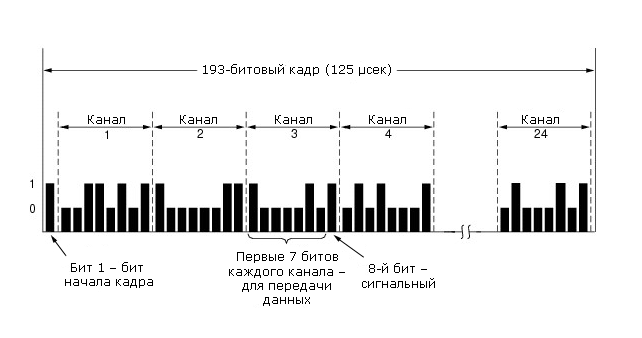 193-битовый кадр (125 µсек)
Канал
1
Канал
2
Канал
3
Канал
4
Канал
24
1
0
Бит 1 – бит
начала кадра
Первые 7 битов
каждого канала –
для передачи
данных
8-й бит –
сигнальный